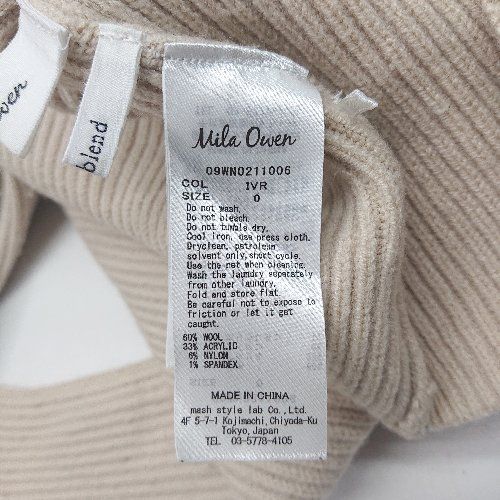 wen
blend
Mila Owen
09WN0211006
COL IVR
SIZE 0
Do not wash.
Do not bleach.
Do not tumble dry.
Cool iron, use press cloth.
Dryclean, petroleum
solvent only, short cycle.
Use the net when cleaning.
Wash the laundry separately
from other laundry.
Fold and store flat.
Be careful not to expose to
friction or let it get
caught.
60% WOOL
33% ACRYLIC
6% NYLON
1% SPANDEX
MADE IN CHINA
mash style lab Co., Ltd.
4F 5-7-1 Kojimachi, Chiyoda-Ku
Tokyo, Japan
TEL 03-5778-4105